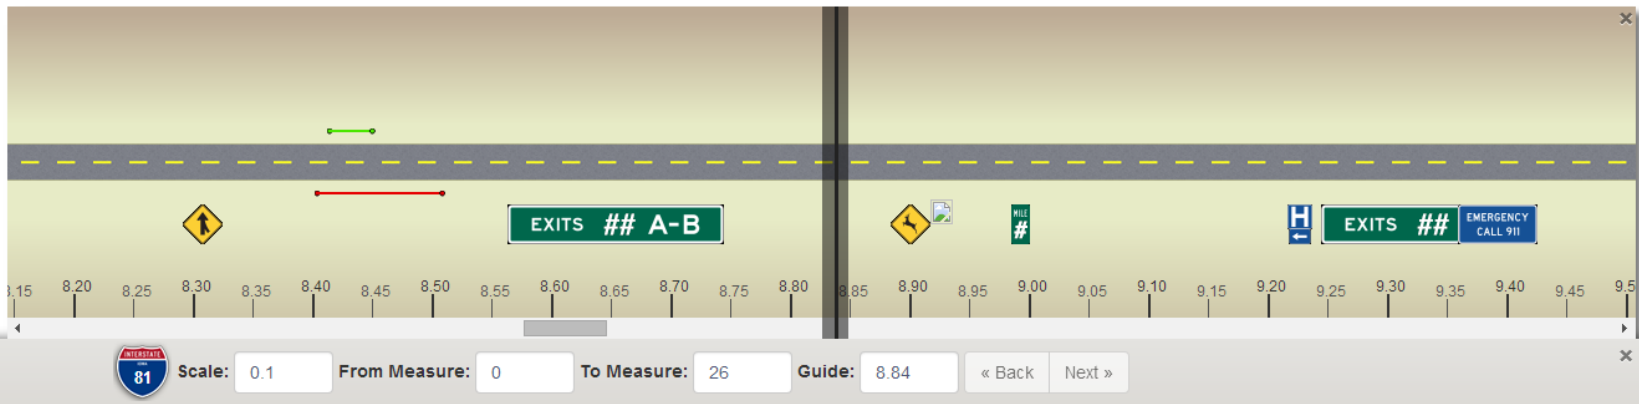 EXITS ## A-B
MILE
#
H
EXITS ##
EMERGENCY
CALL 911
8.20 8.30 8.40 8.50 8.60 8.70 8.80 8.90 9.00 9.10 9.20 9.30 9.40
8.25 8.35 8.45 8.55 8.65 8.75 8.85 8.95 9.05 9.15 9.25 9.35 9.45
INTERSTATE
81
Scale: 0.1 From Measure: 0 To Measure: 26 Guide: 8.84 « Back Next »